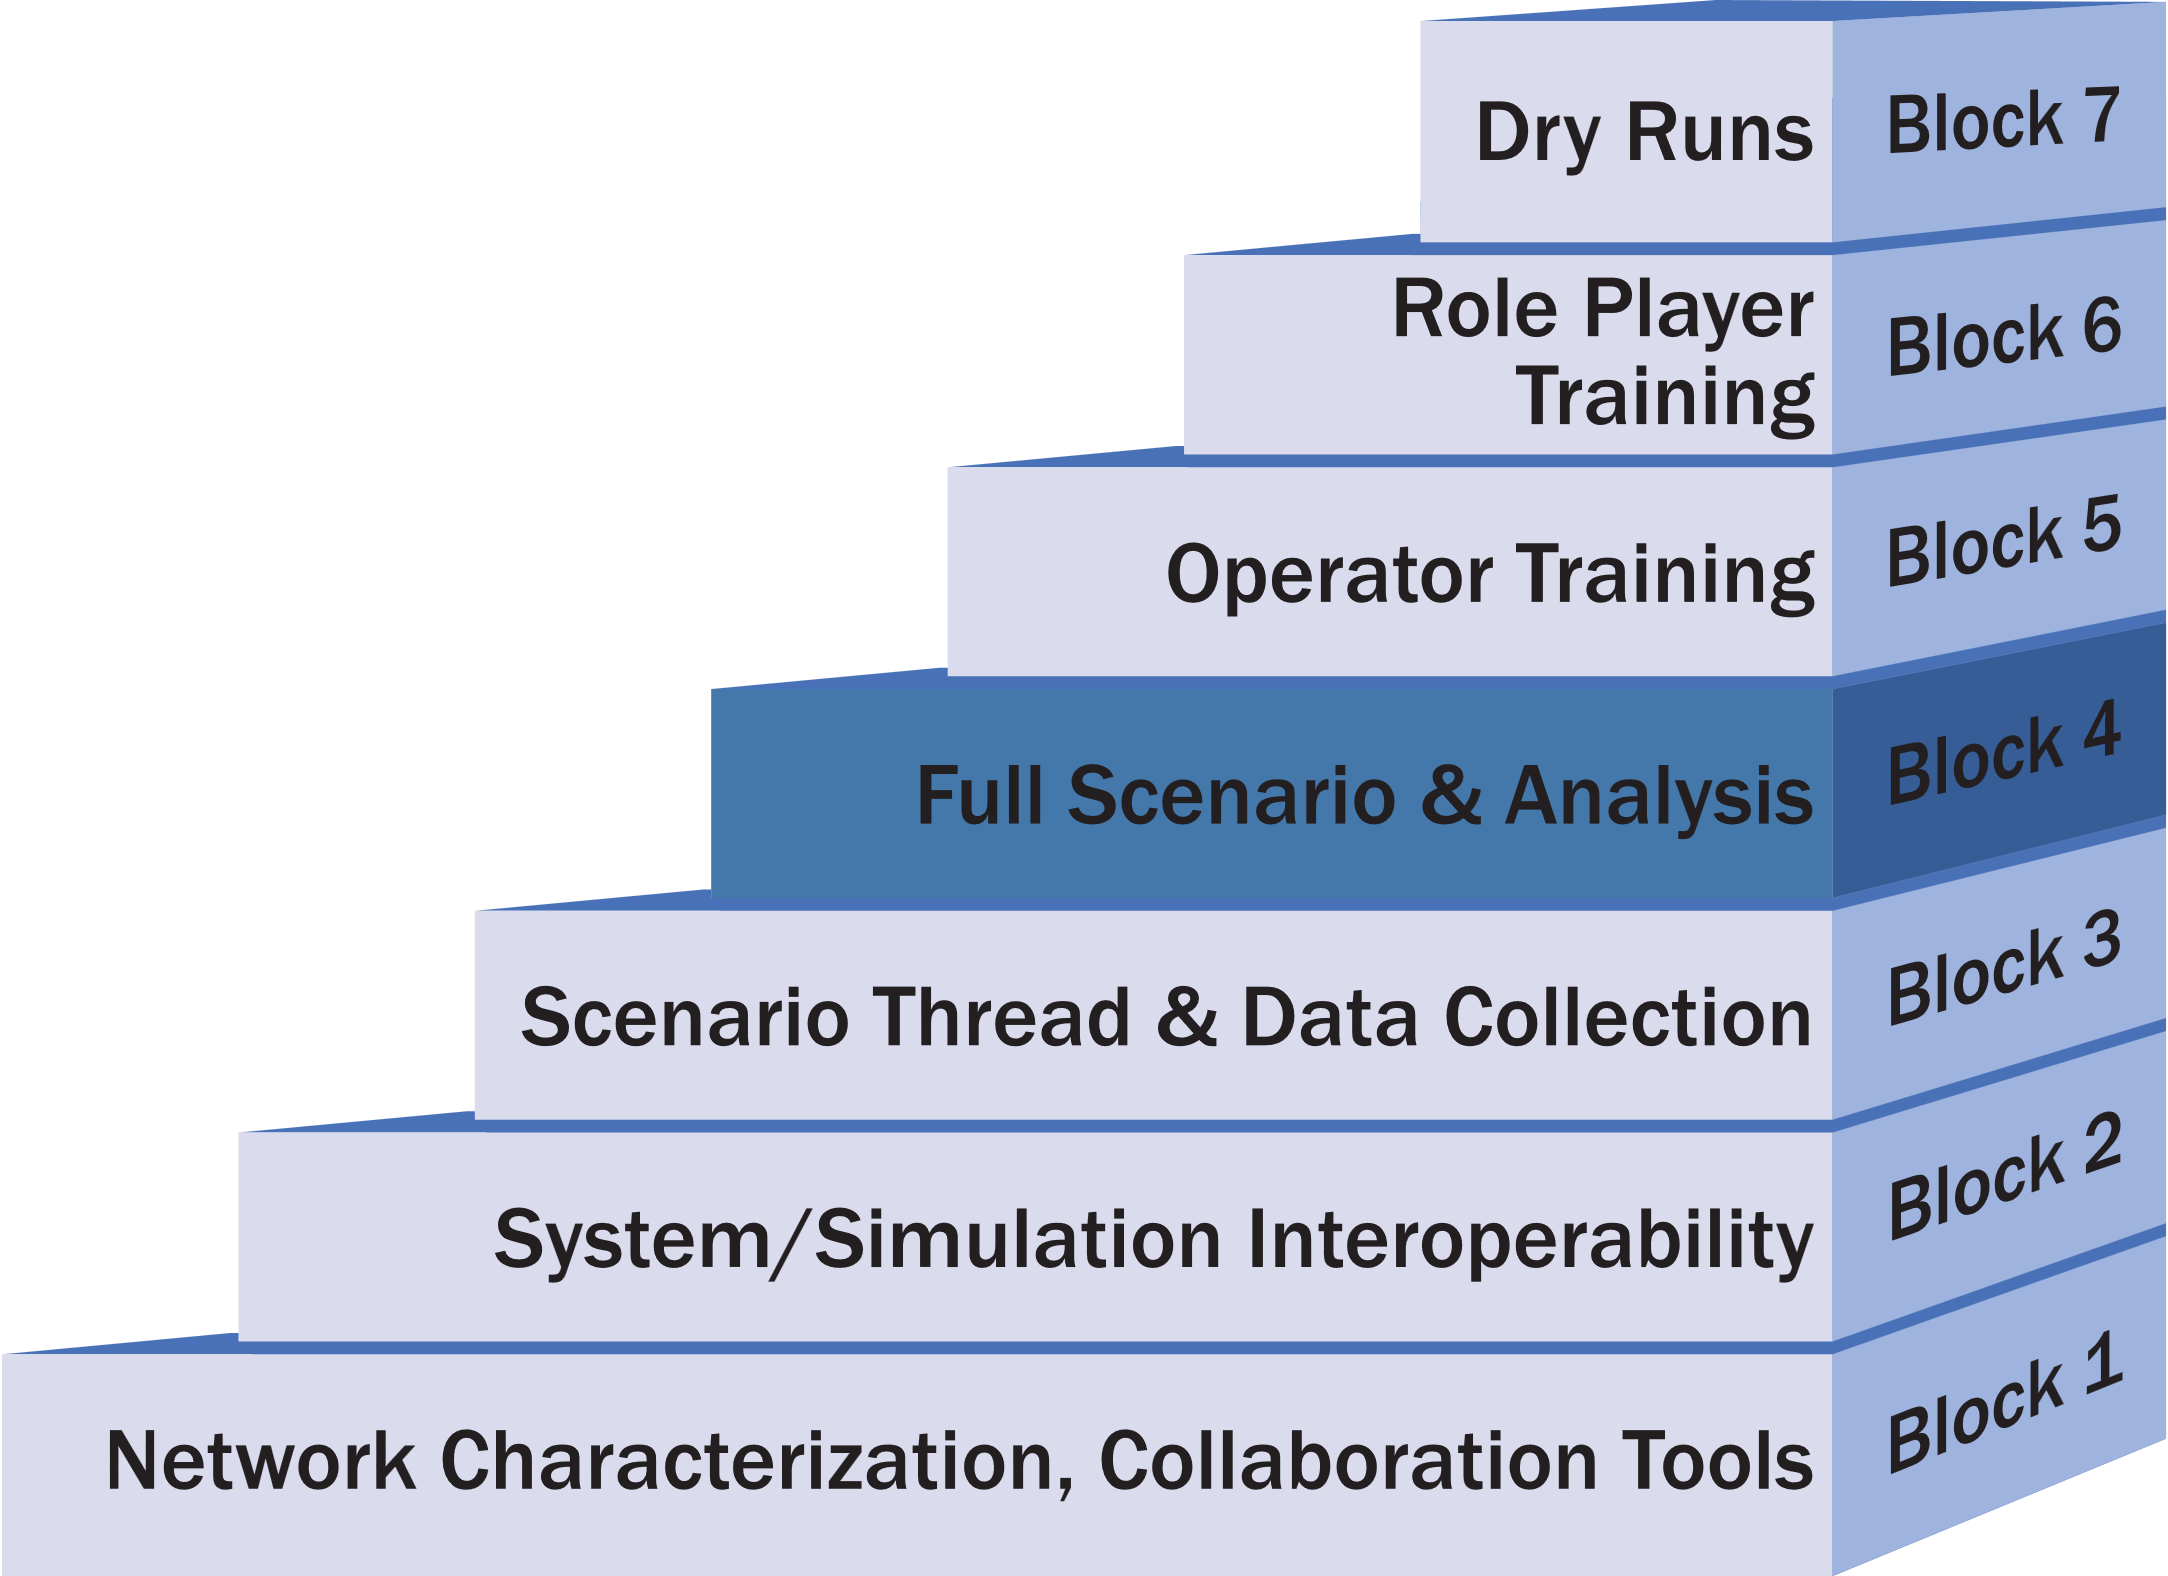 Dry Runs
Block 7
Role Player
Training
Block 6
Operator Training
Block 5
Full Scenario & Analysis
Block 4
Scenario Thread & Data Collection
Block 3
System/Simulation Interoperability
Block 2
Network Characterization, Collaboration Tools
Block 1